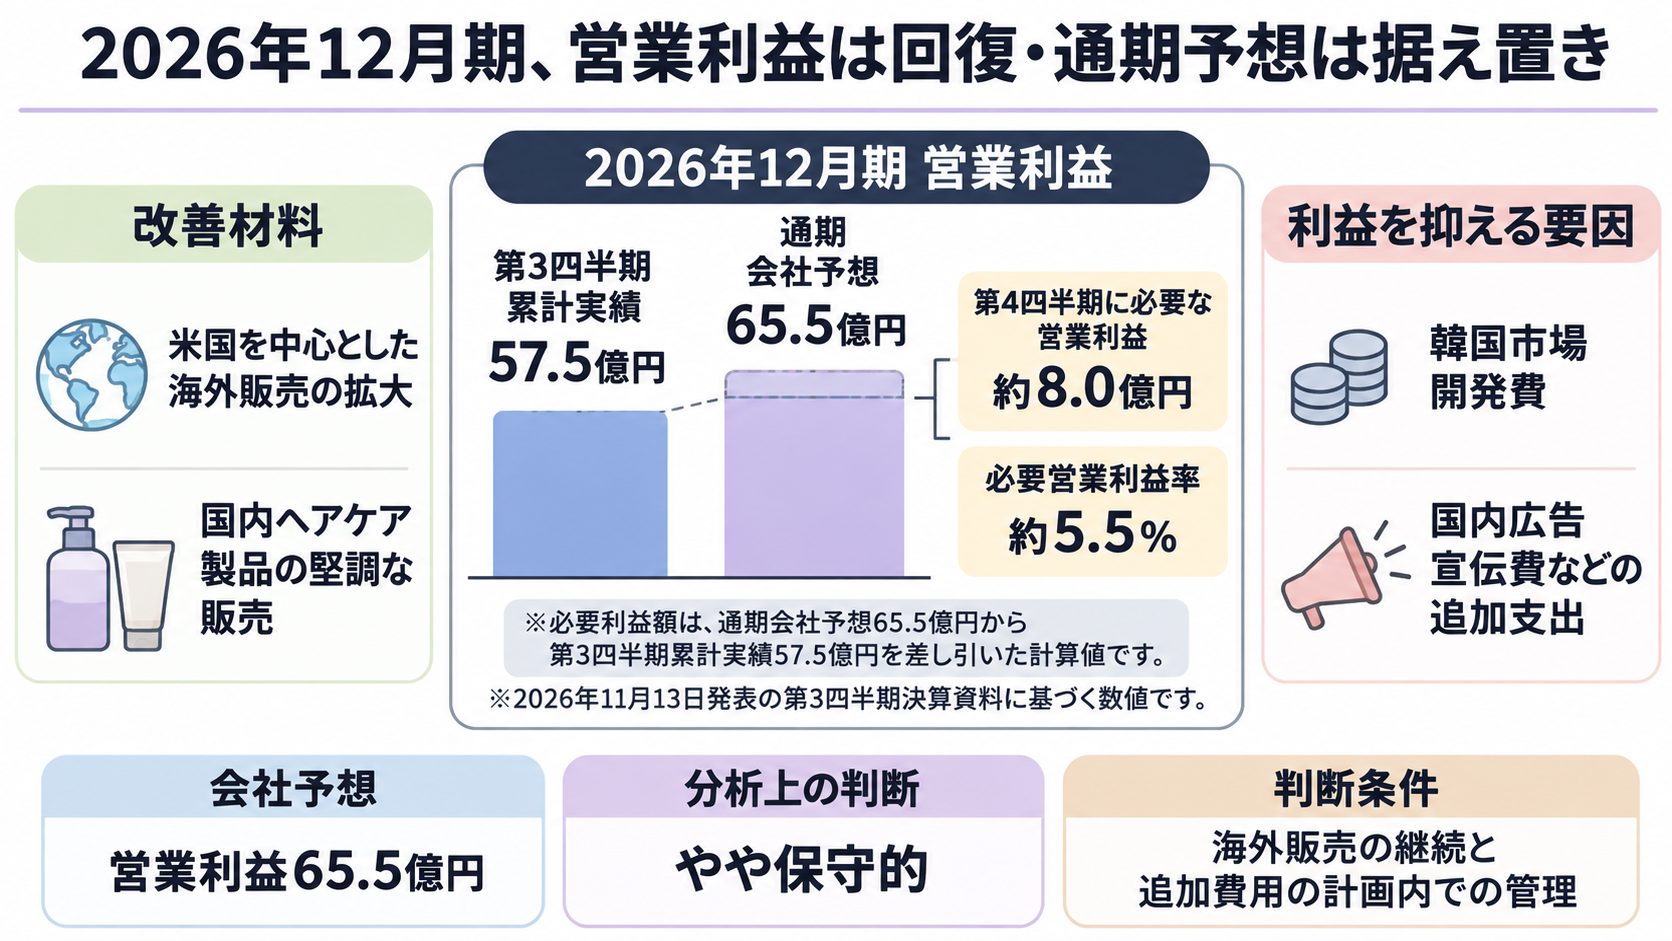 2026年12月期、営業利益は回復・通期予想は据え置き
改善材料
米国を中心とした
海外販売の拡大
国内ヘアケア
製品の堅調な
販売
2026年12月期 営業利益
第3四半期
累計実績
57.5億円
通期
会社予想
65.5億円
第4四半期に必要な
営業利益
約8.0億円
必要営業利益率
約5.5%
※必要利益額は、通期会社予想65.5億円から
第3四半期累計実績57.5億円を差し引いた計算値です。
※2026年11月13日発表の第3四半期決算資料に基づく数値です。
利益を抑える要因
韓国市場
開発費
国内広告
宣伝費などの
追加支出
会社予想
営業利益65.5億円
分析上の判断
やや保守的
判断条件
海外販売の継続と
追加費用の計画内での管理